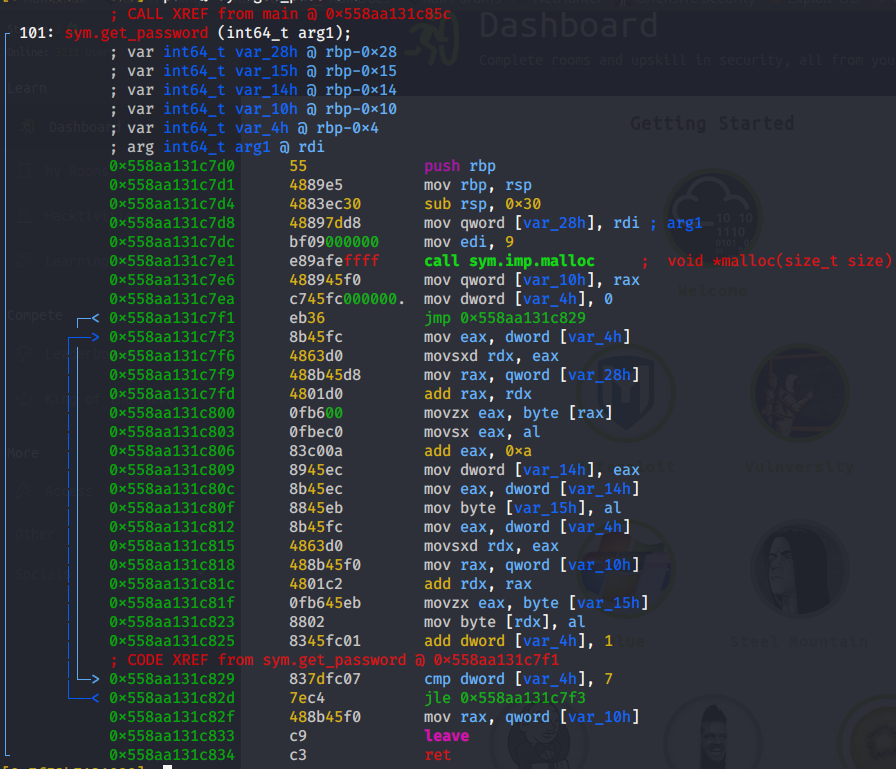 ; CALL XREF from main @ 0×558aa131c85c
101: sym.get_password (int64_t arg1);
; var int64_t var_28h @ rbp-0×28
; var int64_t var_15h @ rbp-0×15
; var int64_t var_14h @ rbp-0×14
; var int64_t var_10h @ rbp-0×10
; var int64_t var_4h @ rbp-0×4
; arg int64_t arg1 @ rdi
0×558aa131c7d0 55 push rbp
0×558aa131c7d1 4889e5 mov rbp, rsp
0×558aa131c7d4 4883ec30 sub rsp, 0×30
0×558aa131c7d8 48897dd8 mov qword [var_28h], rdi ; arg1
0×558aa131c7dc bf09000000 mov edi, 9
0×558aa131c7e1 e89afeffff call sym.imp.malloc ; void *malloc(size_t size)
0×558aa131c7e6 488945f0 mov qword [var_10h], rax
0×558aa131c7ea c745fc000000. mov dword [var_4h], 0
0×558aa131c7f1 eb36 jmp 0×558aa131c829
0×558aa131c7f3 8b45fc mov eax, dword [var_4h]
0×558aa131c7f6 4863d0 movsxd rdx, eax
0×558aa131c7f9 488b45d8 mov rax, qword [var_28h]
0×558aa131c7fd 4801d0 add rax, rdx
0×558aa131c800 0fb600 movzx eax, byte [rax]
0×558aa131c803 0fbec0 movsx eax, al
0×558aa131c806 83c00a add eax, 0×a
0×558aa131c809 8945ec mov dword [var_14h], eax
0×558aa131c80c 8b45ec mov eax, dword [var_14h]
0×558aa131c80f 8845eb mov byte [var_15h], al
0×558aa131c812 8b45fc mov eax, dword [var_4h]
0×558aa131c815 4863d0 movsxd rdx, eax
0×558aa131c818 488b45f0 mov rax, qword [var_10h]
0×558aa131c81c 4801c2 add rdx, rax
0×558aa131c81f 0fb645eb movzx eax, byte [var_15h]
0×558aa131c823 8802 mov byte [rdx], al
0×558aa131c825 8345fc01 add dword [var_4h], 1
; CODE XREF from sym.get_password @ 0×558aa131c7f1
0×558aa131c829 837dfc07 cmp dword [var_4h], 7
0×558aa131c82d 7ec4 jle 0×558aa131c7f3
0×558aa131c82f 488b45f0 mov rax, qword [var_10h]
0×558aa131c833 c9 leave
0×558aa131c834 c3 ret
Dashboard
Complete rooms and upskill in security, all from you
Getting Started
Learn
Dashboard
Compete
More
Other
Social
Welcome
Vulnversity
Steel Mountain